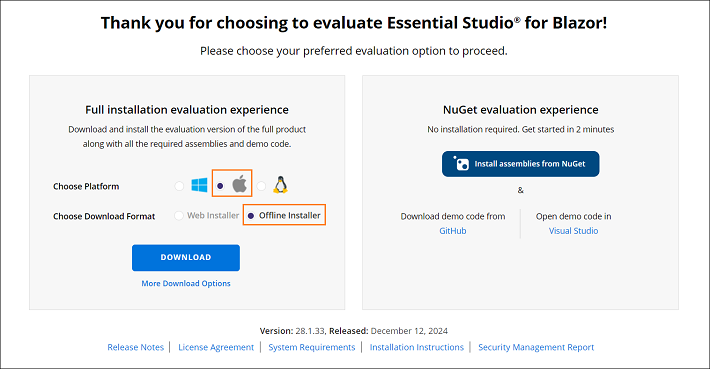 Thank you for choosing to evaluate Essential Studio® for Blazor!
Please choose your preferred evaluation option to proceed.
Full installation evaluation experience
Download and install the evaluation version of the full product
along with all the required assemblies and demo code.
Choose Platform
Choose Download Format
Web Installer
Offline Installer
DOWNLOAD
More Download Options
NuGet evaluation experience
No installation required. Get started in 2 minutes
Install assemblies from NuGet
&
Download demo code from
GitHub
Open demo code in
Visual Studio
Version: 28.1.33, Released: December 12, 2024
Release Notes | License Agreement | System Requirements | Installation Instructions | Security Management Report